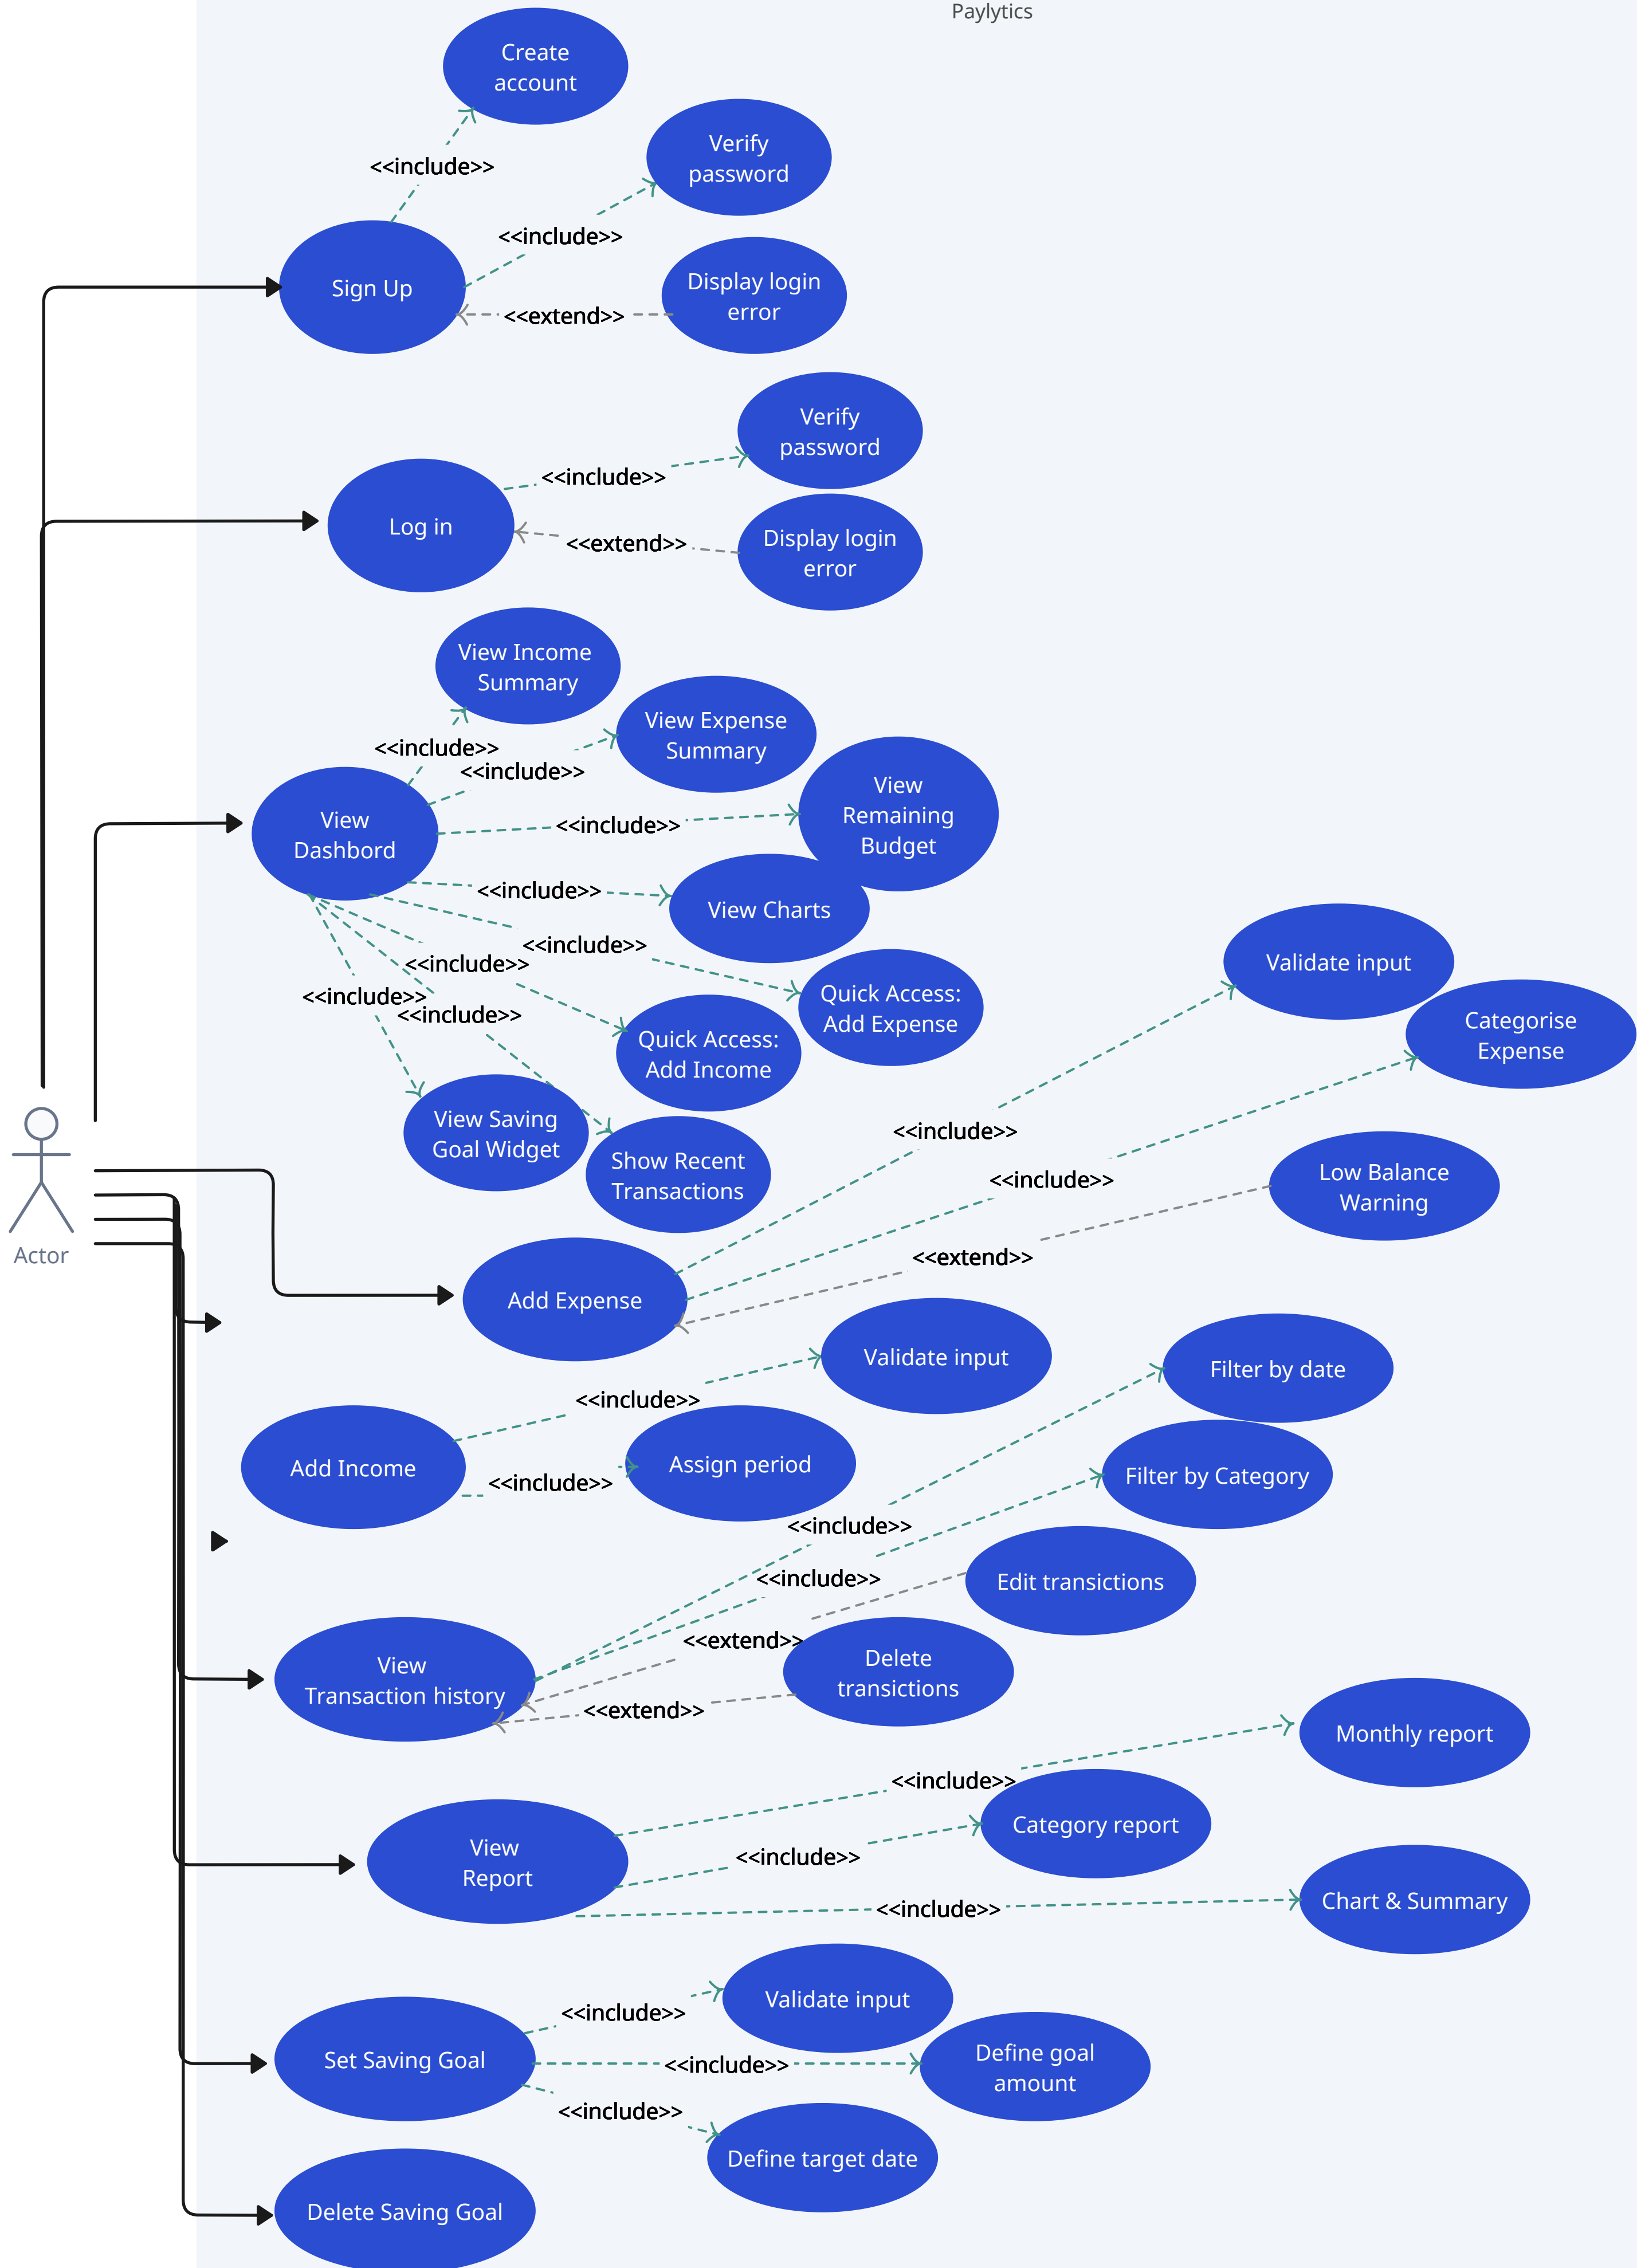 Paylytics
Create
account
<<include>>
Verify
password
<<include>>
Sign Up
Display login
error
<<extend>>
Verify
password
<<include>>
Log in
<<extend>>
Display login
error
View Income
Summary
<<include>>
View Expense
Summary
<<include>>
View
Remaining
Budget
<<include>>
View
Dashbord
<<include>>
View Charts
<<include>>
Quick Access:
Add Expense
<<include>>
Quick Access:
Add Income
<<include>>
<<include>>
View Saving
Goal Widget
Show Recent
Transactions
Actor
Validate input
Categorise
Expense
<<include>>
<<include>>
Low Balance
Warning
<<extend>>
Add Expense
Validate input
<<include>>
Add Income
<<include>>
Assign period
Filter by date
Filter by Category
<<include>>
<<include>>
Edit transictions
<<extend>>
Delete
transictions
View
Transaction history
<<extend>>
Monthly report
<<include>>
Category report
<<include>>
View
Report
<<include>>
Chart & Summary
Validate input
<<include>>
Set Saving Goal
<<include>>
Define goal
amount
<<include>>
Define target date
Delete Saving Goal